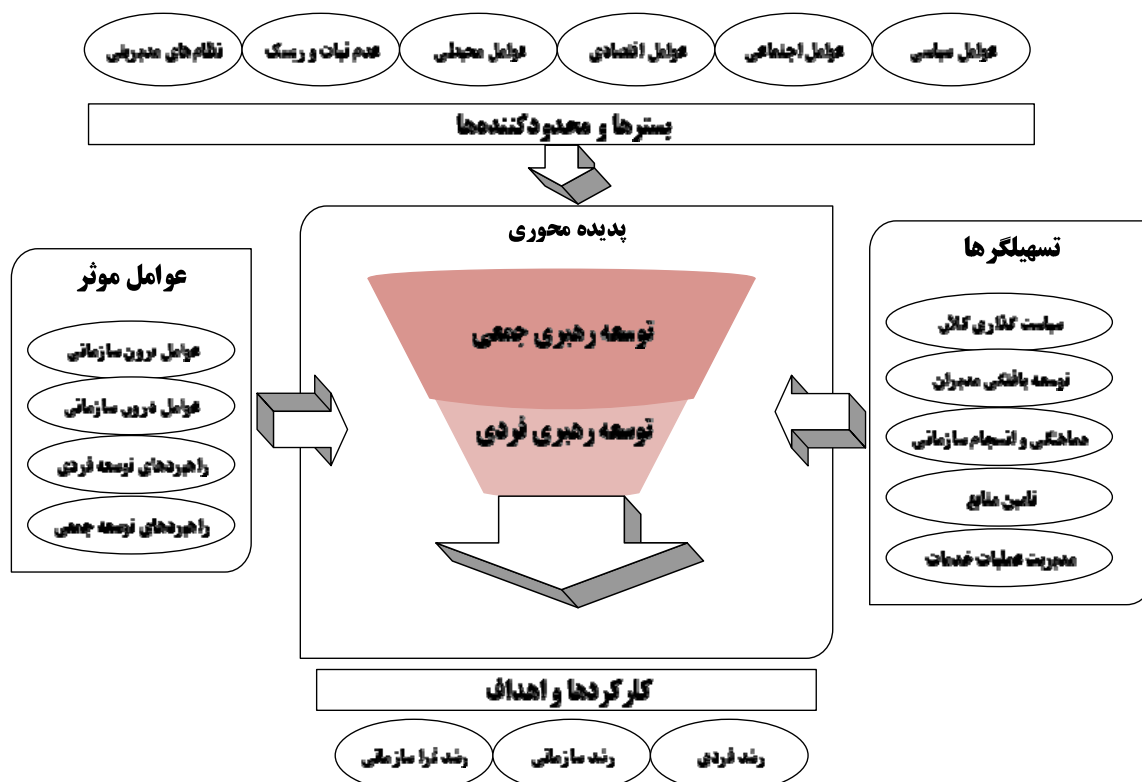 عوامل سیاسی
عوامل اجتماعی
عوامل اقتصادی
عوامل محیطی
عدم ثبات و ریسک
نظام‌های مدیریتی
بسترها و محدودکننده‌ها
پدیده محوری
توسعه رهبری جمعی
توسعه رهبری فردی
تسهیلگرها
سیاست گذاری کلان
توسعه یافتگی مدیران
هماهنگی و انسجام سازمانی
تامین منابع
مدیریت عملیات خدمات
عوامل موثر
عوامل برون سازمانی
عوامل درون سازمانی
راهبردهای توسعه فردی
راهبردهای توسعه جمعی
کارکردها و اهداف
رشد فردی
رشد سازمانی
رشد فرا سازمانی